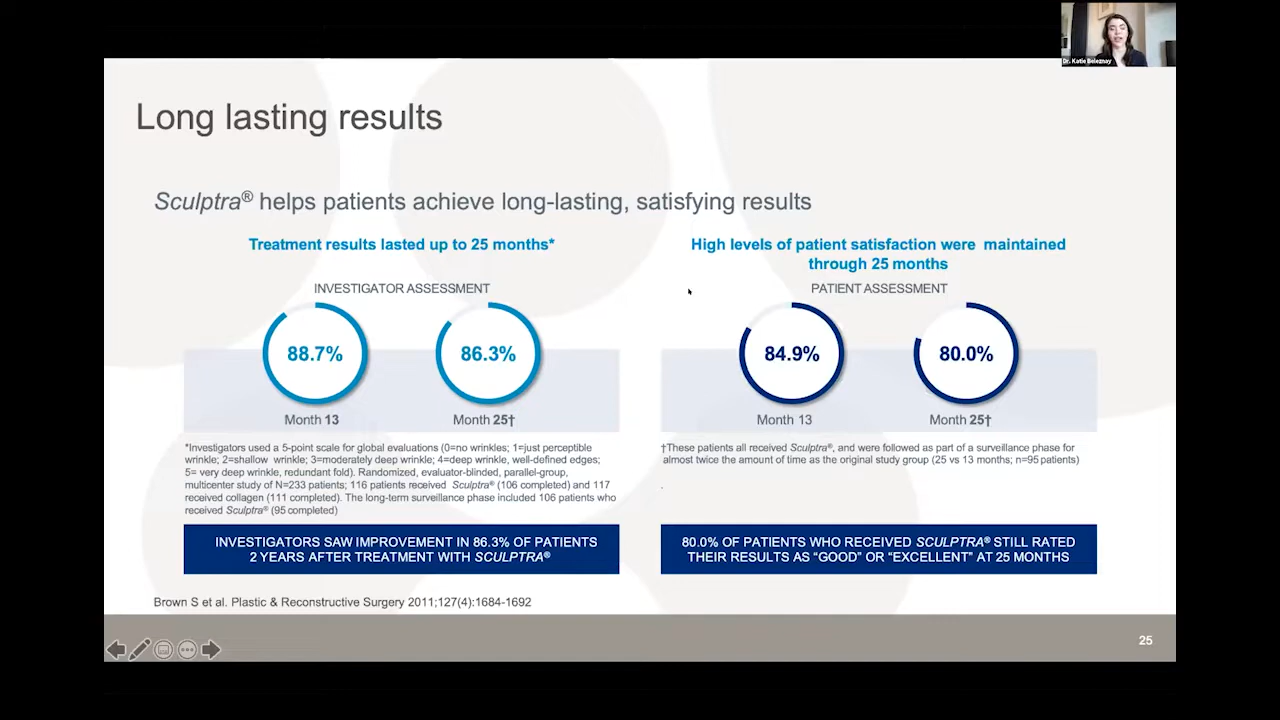 Dr. Katie Beleznay
Long lasting results
Sculptra® helps patients achieve long-lasting, satisfying results
Treatment results lasted up to 25 months*
INVESTIGATOR ASSESSMENT
88.7%
86.3%
Month 13
Month 25†
*Investigators used a 5-point scale for global evaluations (0=no wrinkles; 1=just perceptible
wrinkle; 2=shallow wrinkle; 3=moderately deep wrinkle; 4=deep wrinkle, well-defined edges;
5= very deep wrinkle, redundant fold). Randomized, evaluator-blinded, parallel-group,
multicenter study of N=233 patients; 116 patients received Sculptra® (106 completed) and 117
received collagen (111 completed). The long-term surveillance phase included 106 patients who
received Sculptra® (95 completed)
INVESTIGATORS SAW IMPROVEMENT IN 86.3% OF PATIENTS
2 YEARS AFTER TREATMENT WITH SCULPTRA®
High levels of patient satisfaction were maintained
through 25 months
PATIENT ASSESSMENT
84.9%
80.0%
Month 13
Month 25†
†These patients all received Sculptra®, and were followed as part of a surveillance phase for
almost twice the amount of time as the original study group (25 vs 13 months; n=95 patients)
.
80.0% OF PATIENTS WHO RECEIVED SCULPTRA® STILL RATED
THEIR RESULTS AS “GOOD” OR “EXCELLENT” AT 25 MONTHS
Brown S et al. Plastic & Reconstructive Surgery 2011;127(4):1684-1692
25